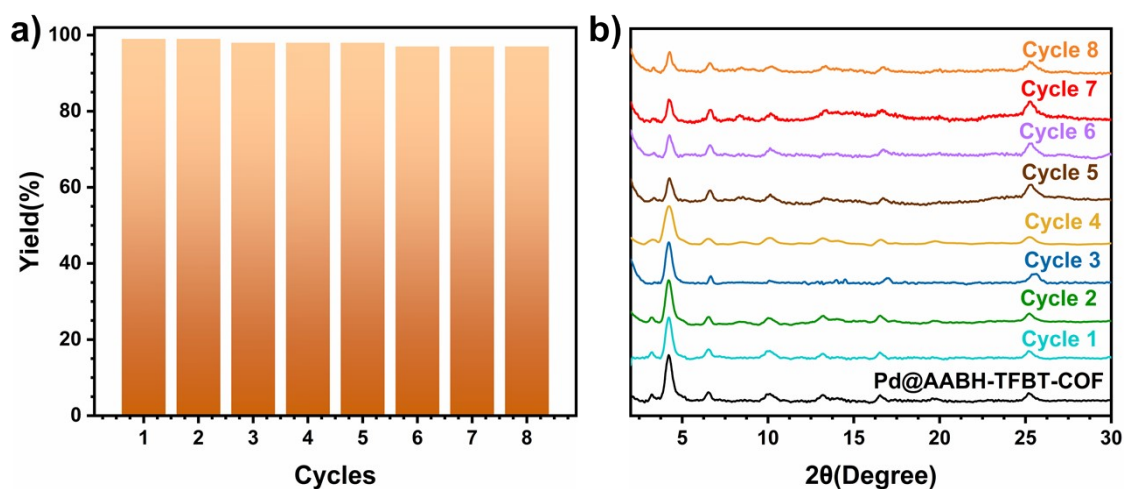 a)
Yield(%)
100
80
60
40
20
0
1 2 3 4 5 6 7 8
Cycles
b)
Cycle 8
Cycle 7
Cycle 6
Cycle 5
Cycle 4
Cycle 3
Cycle 2
Cycle 1
Pd@AABH-TFBT-COF
5 10 15 20 25 30
2θ(Degree)